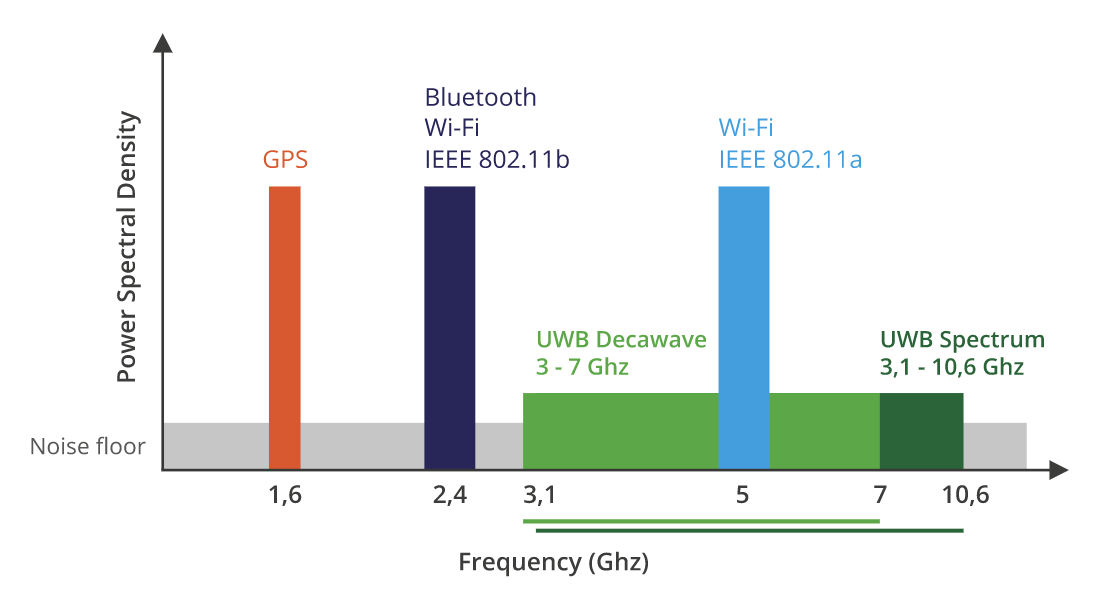 Bluetooth
Wi-Fi
IEEE 802.11b
Wi-Fi
IEEE 802.11a
GPS
Power Spectral Density
UWB Decawave
3 - 7 Ghz
UWB Spectrum
3,1 - 10,6 Ghz
Noise floor
1,6
2,4
3,1
5
7
10,6
Frequency (Ghz)